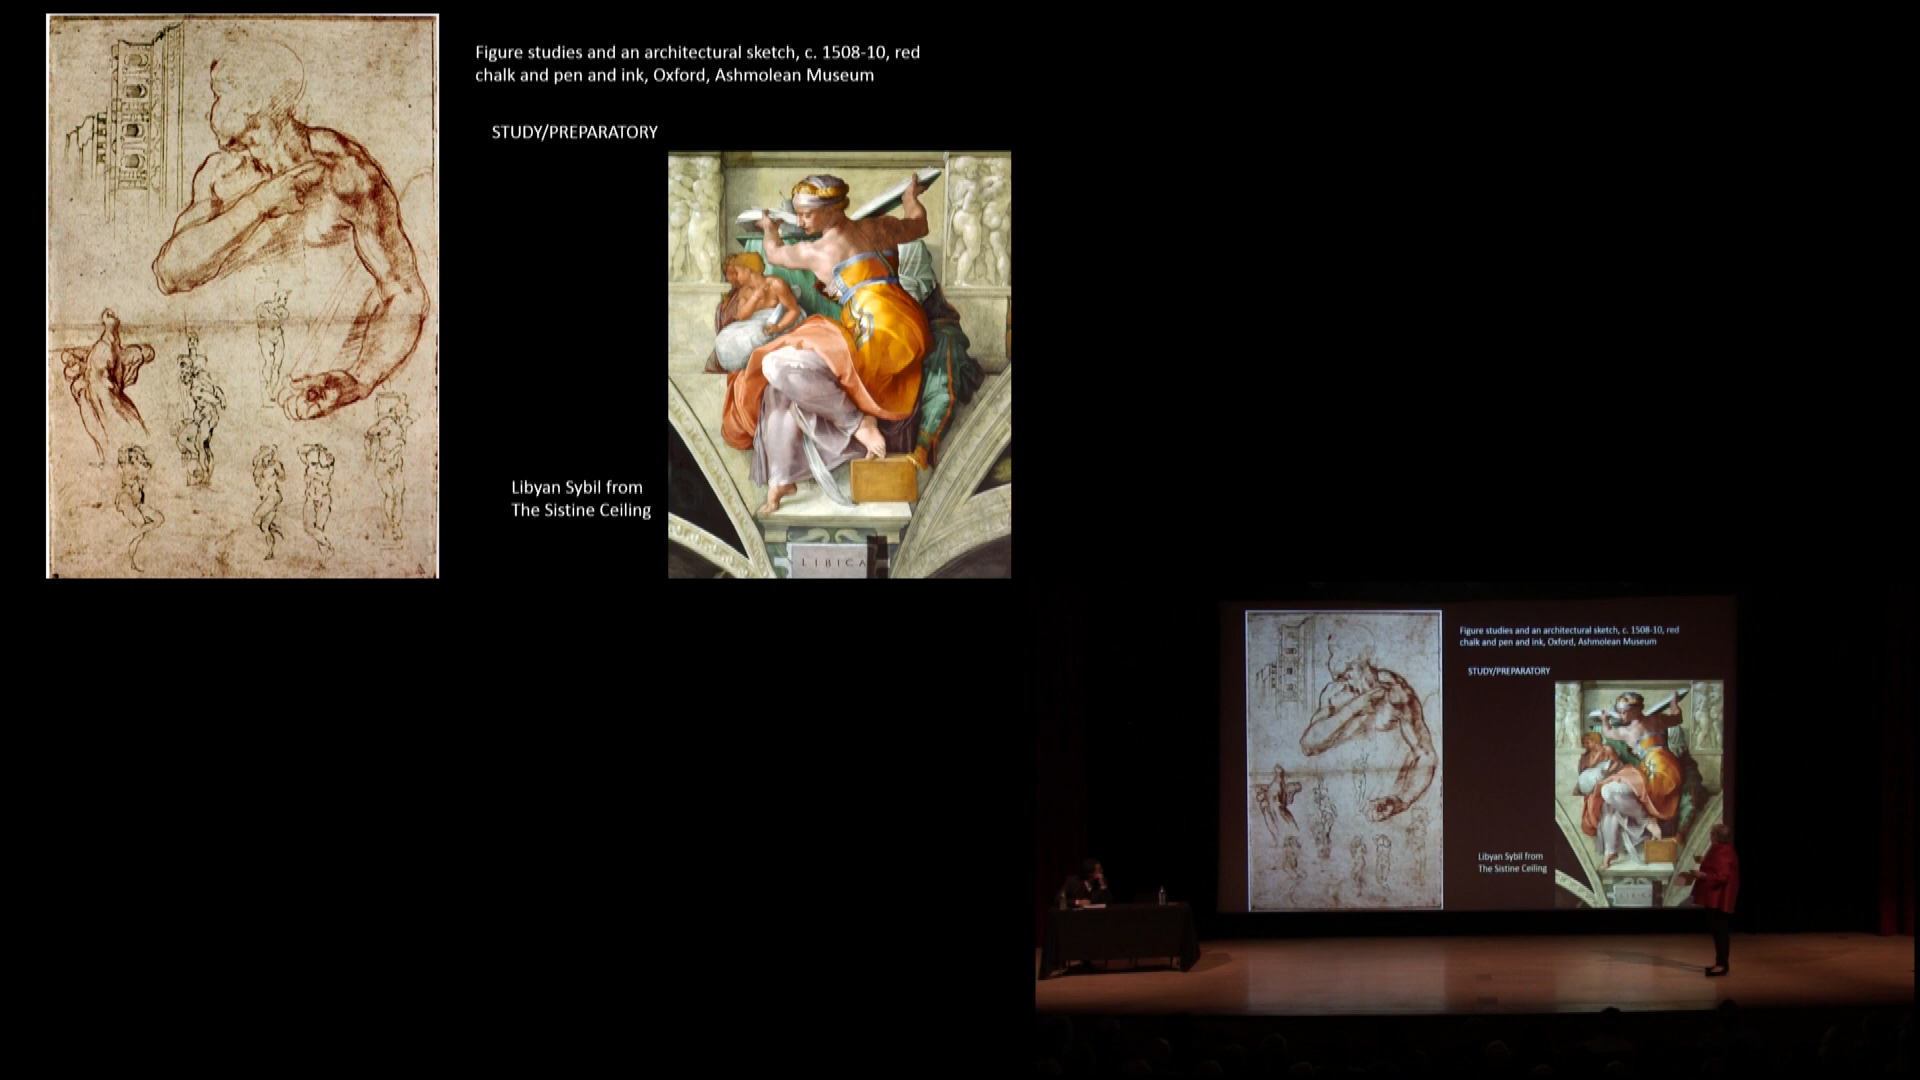 Figure studies and an architectural sketch, c. 1508-10, red
chalk and pen and ink, Oxford, Ashmolean Museum
STUDY/PREPARATORY
Libyan Sybil from
The Sistine Ceiling
LIBICA
Figure studies and an architectural sketch, c. 1508-10, red
chalk and pen and ink, Oxford, Ashmolean Museum
STUDY/PREPARATORY
Libyan Sybil from
The Sistine Ceiling
LIBICA